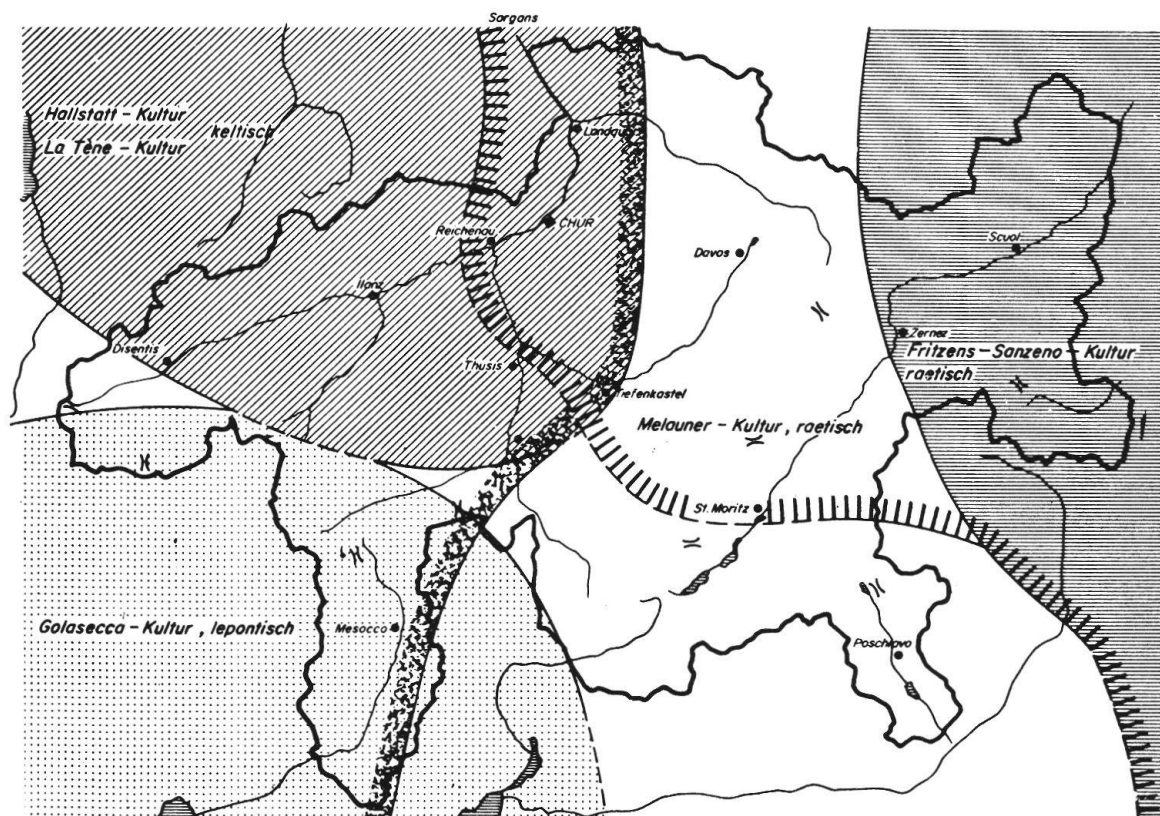 Sargans
Hallstatt-Kultur
keltisch
La Tène-Kultur
Landqu
CHUR
Reichenau
Davos
Scuol
Ilanz
Zernez
Disentis
Thusis
Fritzens-Sanzeno-Kultur
raetisch
Tiefenkastel
Melauner-Kultur, raetisch
St. Moritz
Golasecca-Kultur, lepontisch
Mesocco
Poschiavo